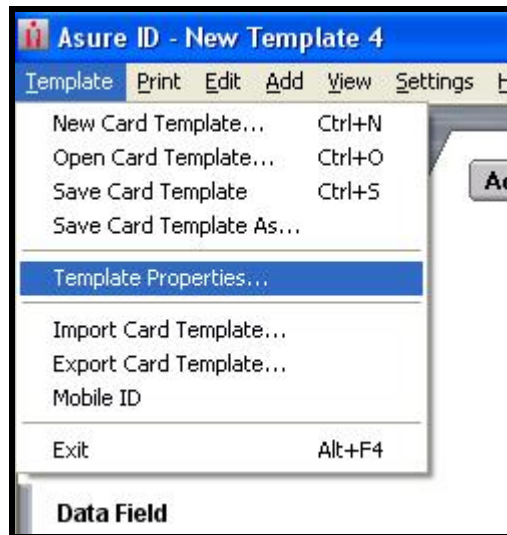 Asure ID - New Template 4
Template Print Edit Add View Settings
New Card Template... Ctrl+N
Open Card Template... Ctrl+O
Save Card Template Ctrl+S
Save Card Template As...
Template Properties...
Import Card Template...
Export Card Template...
Mobile ID
Exit Alt+F4
Data Field